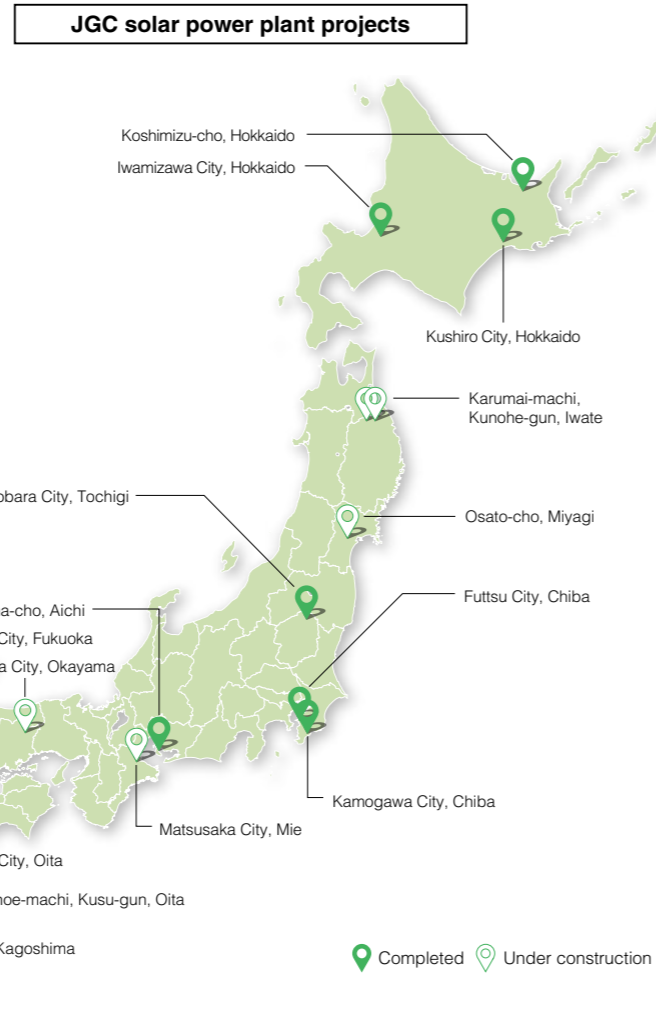 JGC solar power plant projects
Koshimizu-cho, Hokkaido
Iwamizawa City, Hokkaido
Kushiro City, Hokkaido
Karumai-machi,
Kunohe-gun, Iwate
obara City, Tochigi
Osato-cho, Miyagi
Futtsu City, Chiba
a-cho, Aichi
City, Fukuoka
a City, Okayama
Kamogawa City, Chiba
Matsusaka City, Mie
City, Oita
noe-machi, Kusu-gun, Oita
Kagoshima
Completed
Under construction